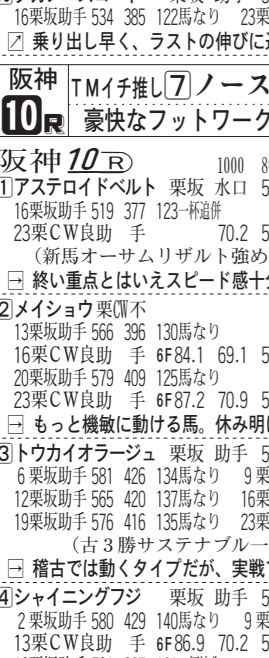 16栗坂助手 534 385 122馬なり 23栗
乗り出し早く、ラストの伸びに
阪神 10R TMイチ推し 7 ノース
豪快なフットワーク
阪神 10 R 1000 8
1 アステロイドベルト 栗坂 水口 5
16栗坂助手 519 377 123一杯追併
23栗CW良助 手 70.2 5
(新馬オーサムリザルト強め
→ 終い重点とはいえスピード感十
2 メイショウ 栗CW不
13栗坂助手 566 396 130馬なり
16栗CW良助 手 6F84.1 69.1 5
20栗坂助手 579 409 125馬なり
23栗CW良助 手 6F87.2 70.9 5
→ もっと機敏に動ける馬。休み明
3 トウカイオラージュ 栗坂 助手 5
6栗坂助手 581 426 134馬なり 9栗
12栗坂助手 565 420 137馬なり 16栗
19栗坂助手 576 416 135馬なり 23栗
(古3勝サステナブル一
→ 稽古では動くタイプだが、実戦
4 シャイニングフジ 栗坂 助手 5
2栗坂助手 580 429 140馬なり 9栗
13栗CW良助 手 6F86.9 70.2 5